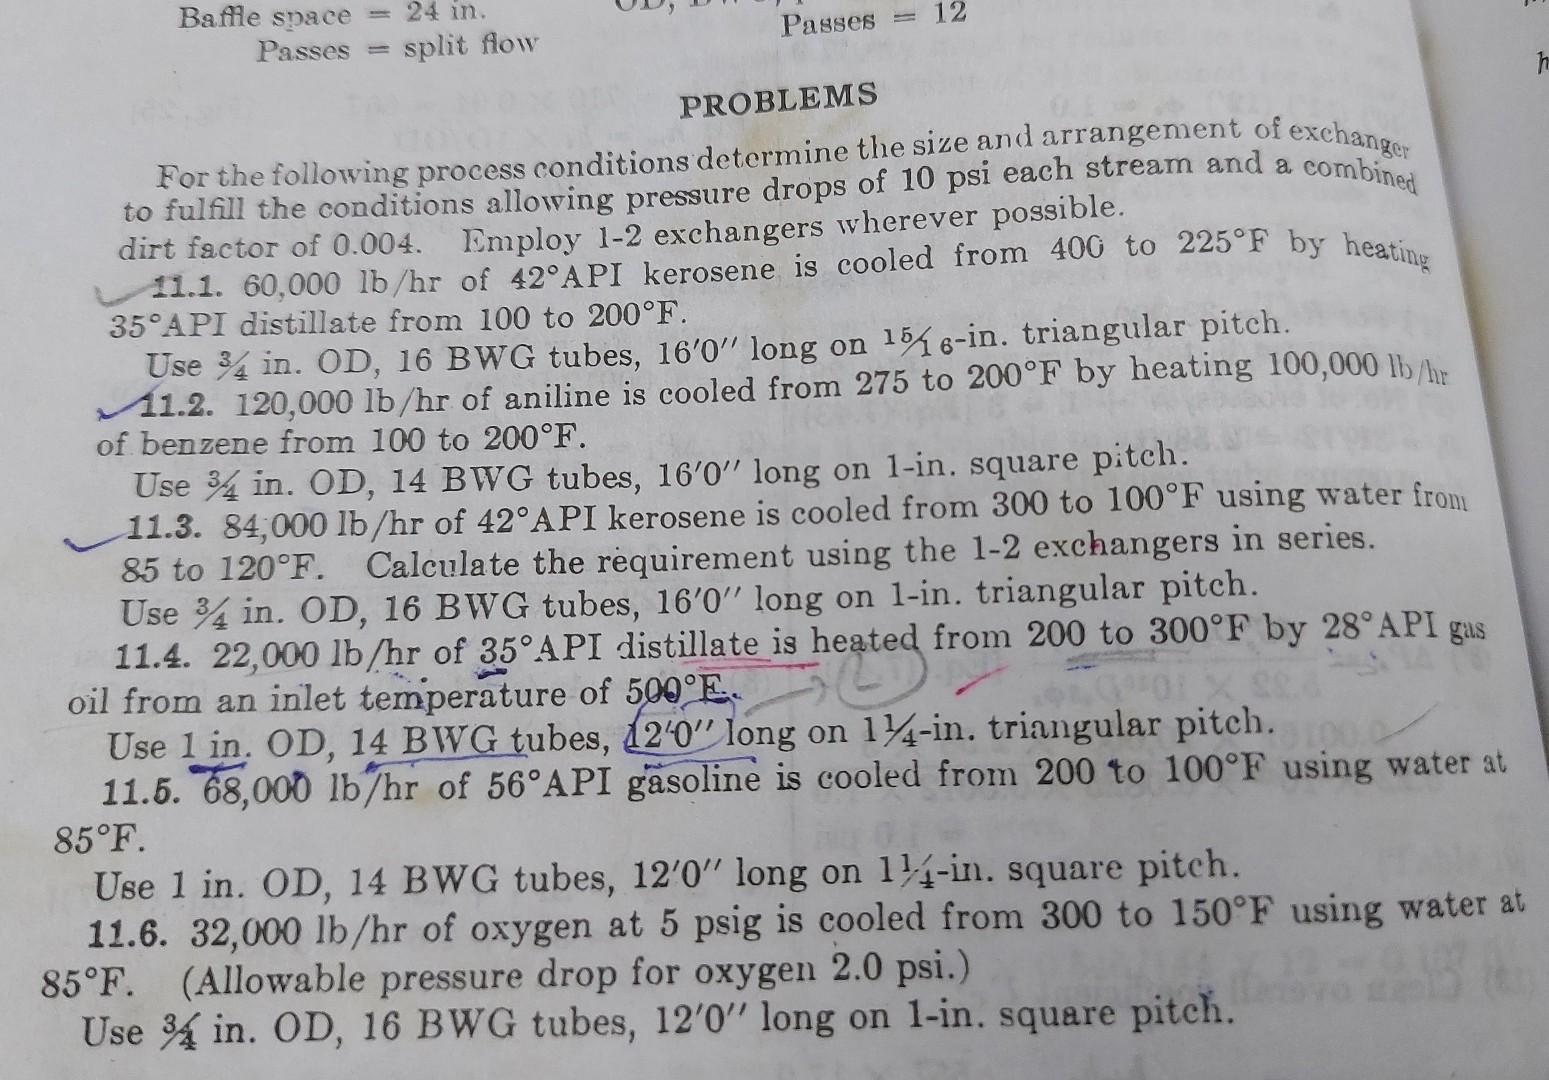 Baffle space = 24 in.
Passes = 12
Passes = split flow
PROBLEMS
For the following process conditions determine the size and arrangement of exchanger
to fulfill the conditions allowing pressure drops of 10 psi each stream and a combined
dirt factor of 0.004. Employ 1-2 exchangers wherever possible.
11.1. 60,000 lb/hr of 42°API kerosene is cooled from 400 to 225°F by heating
35°API distillate from 100 to 200°F.
Use ¾ in. OD, 16 BWG tubes, 16'0'' long on 15/16-in. triangular pitch.
11.2. 120,000 lb/hr of aniline is cooled from 275 to 200°F by heating 100,000 lb/hr
of benzene from 100 to 200°F.
Use ¾ in. OD, 14 BWG tubes, 16'0'' long on 1-in. square pitch.
11.3. 84,000 lb/hr of 42°API kerosene is cooled from 300 to 100°F using water from
85 to 120°F. Calculate the requirement using the 1-2 exchangers in series.
Use ¾ in. OD, 16 BWG tubes, 16'0'' long on 1-in. triangular pitch.
11.4. 22,000 lb/hr of 35°API distillate is heated from 200 to 300°F by 28°API gas
oil from an inlet temperature of 500°F.
Use 1 in. OD, 14 BWG tubes, 12'0'' long on 1¼-in. triangular pitch.
11.5. 68,000 lb/hr of 56°API gasoline is cooled from 200 to 100°F using water at
85°F.
Use 1 in. OD, 14 BWG tubes, 12'0'' long on 1¼-in. square pitch.
11.6. 32,000 lb/hr of oxygen at 5 psig is cooled from 300 to 150°F using water at
85°F. (Allowable pressure drop for oxygen 2.0 psi.)
Use ¾ in. OD, 16 BWG tubes, 12'0'' long on 1-in. square pitch.